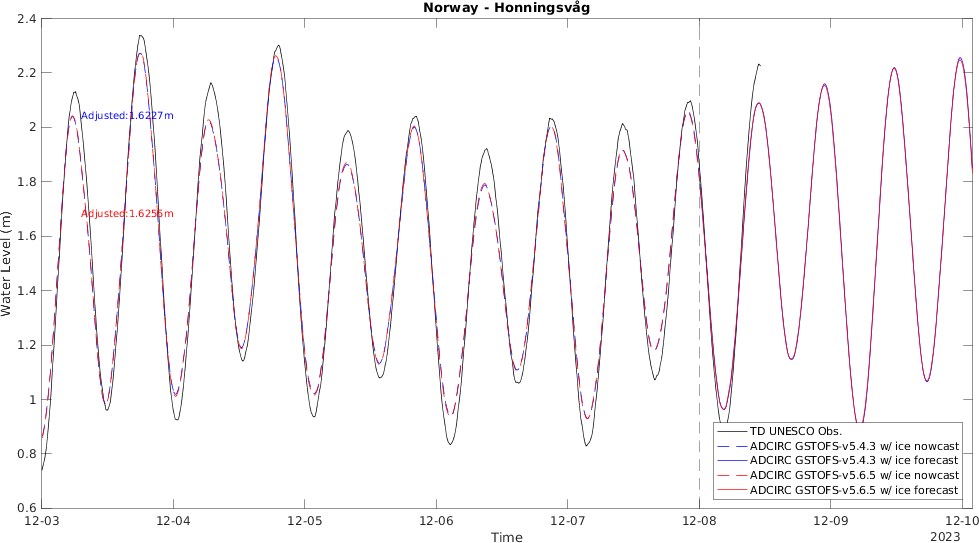 Norway - Honningsvåg
2.4
2.2
2
1.8
1.6
1.4
1.2
1
0.8
0.6
Water Level (m)
Adjusted:1.6227m
Adjusted:1.6256m
TD UNESCO Obs.
ADCIRC GSTOFS-v5.4.3 w/ ice nowcast
ADCIRC GSTOFS-v5.4.3 w/ ice forecast
ADCIRC GSTOFS-v5.6.5 w/ ice nowcast
ADCIRC GSTOFS-v5.6.5 w/ ice forecast
12-03 12-04 12-05 12-06 12-07 12-08 12-09 12-10
Time
2023